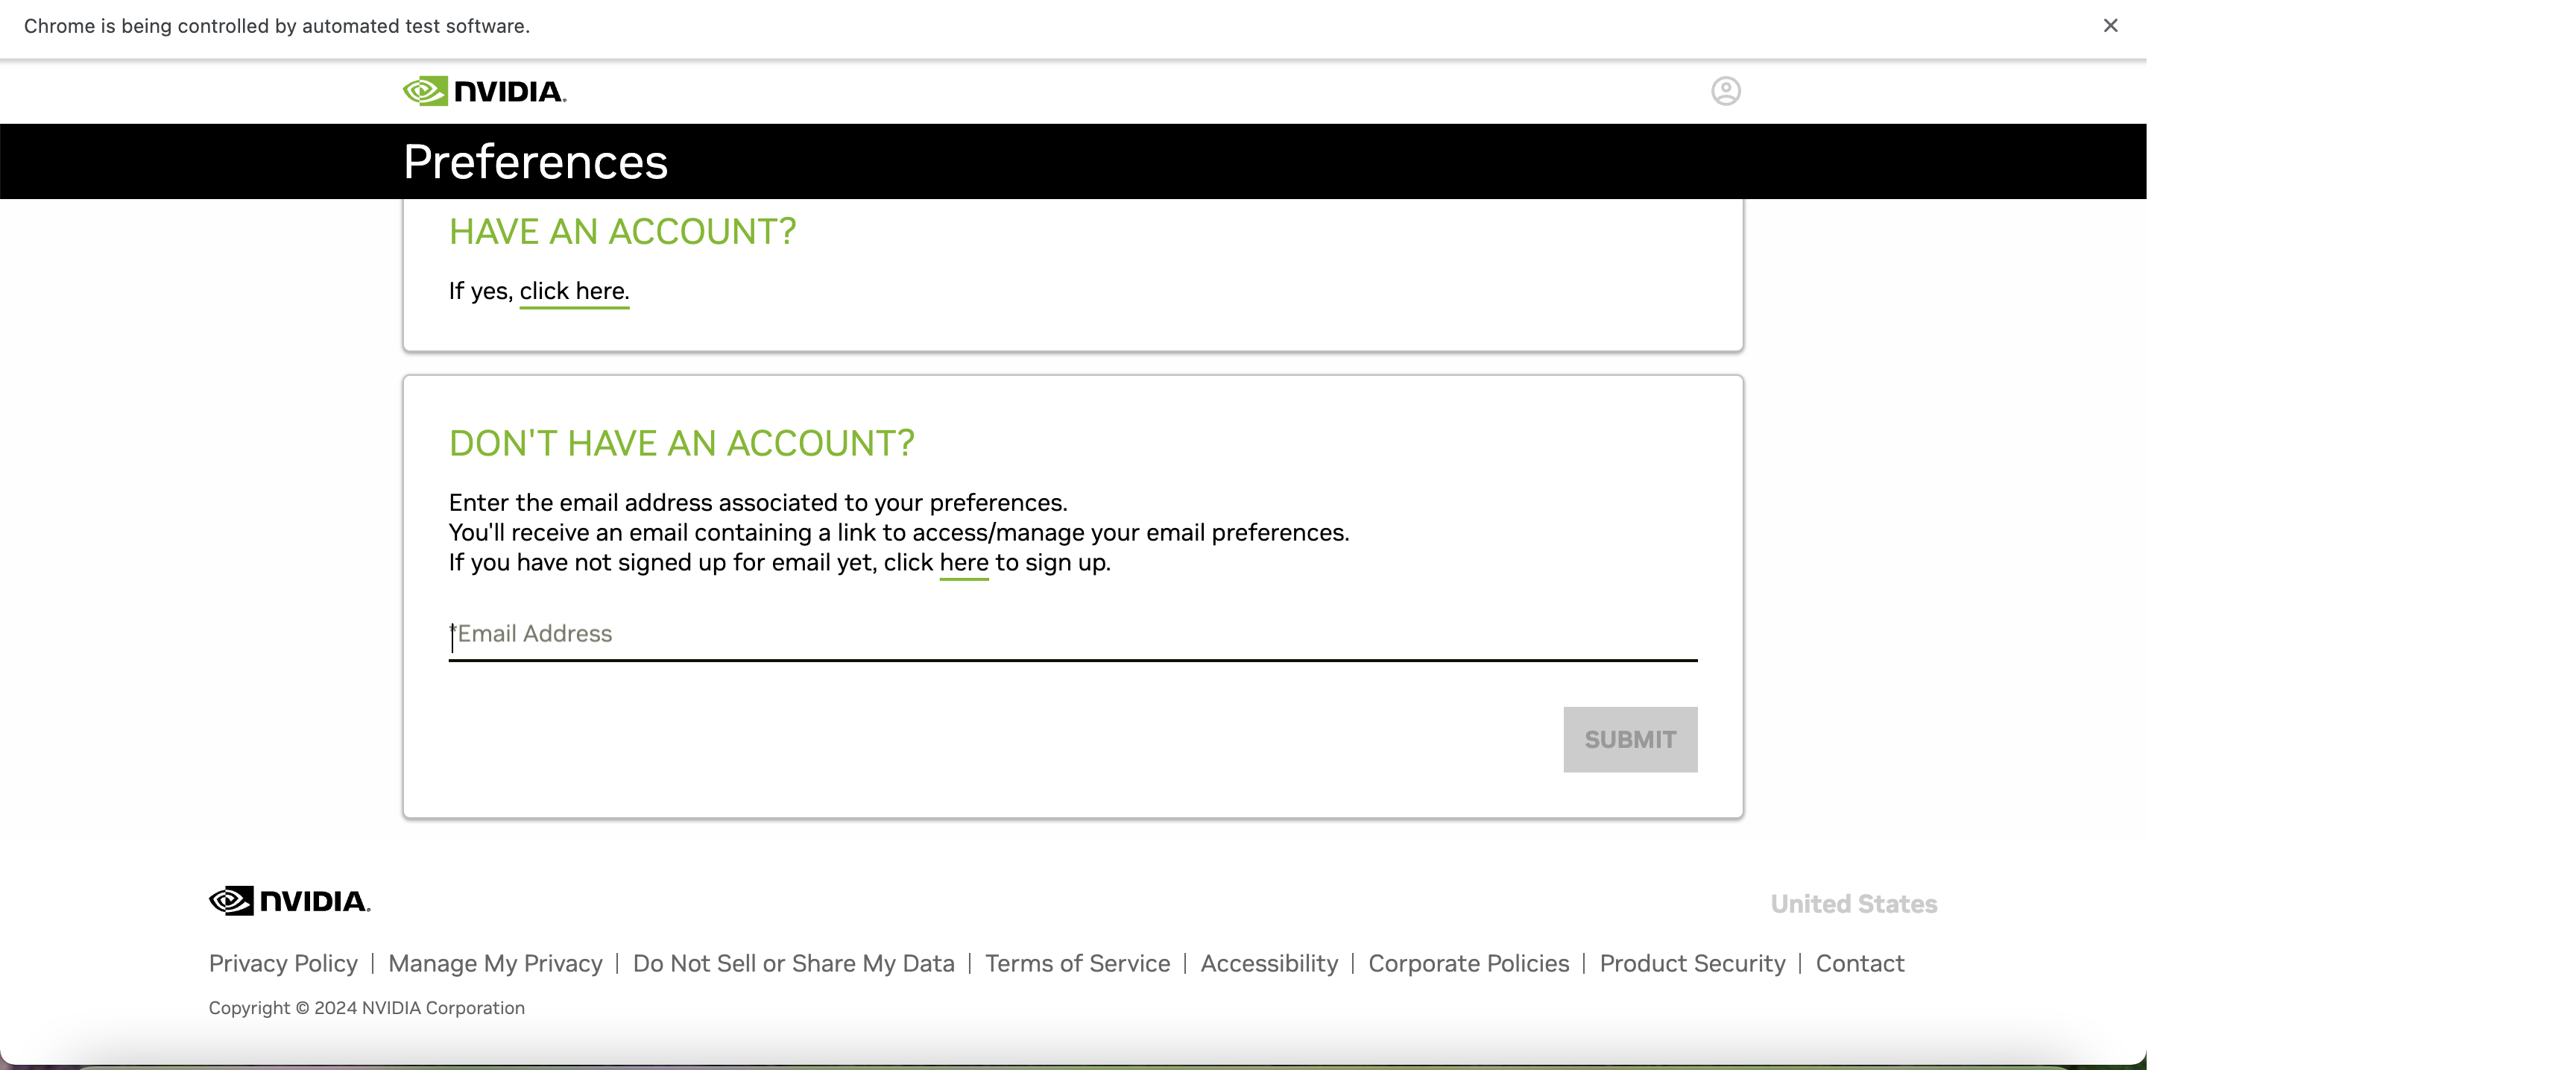 Chrome is being controlled by automated test software.
NVIDIA.
Preferences
HAVE AN ACCOUNT?
If yes, click here.
DON'T HAVE AN ACCOUNT?
Enter the email address associated to your preferences.
You'll receive an email containing a link to access/manage your email preferences.
If you have not signed up for email yet, click here to sign up.
*Email Address
SUBMIT
NVIDIA.
United States
Privacy Policy | Manage My Privacy | Do Not Sell or Share My Data | Terms of Service | Accessibility | Corporate Policies | Product Security | Contact
Copyright © 2024 NVIDIA Corporation